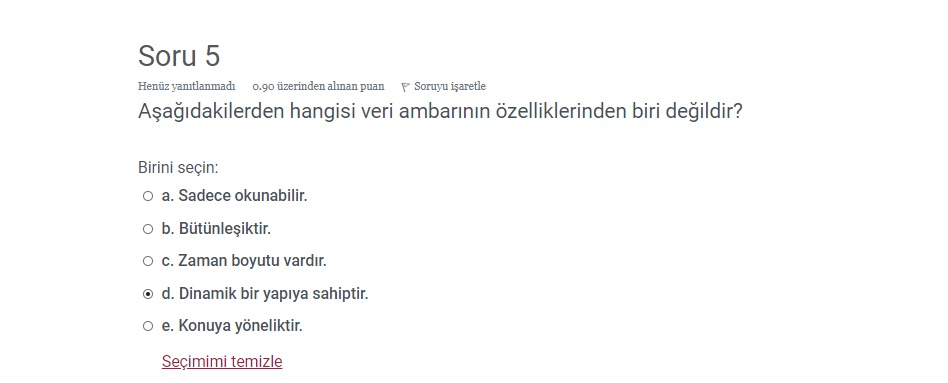 Soru 5
Henüz yanıtlanmadı 0.90 üzerinden alınan puan Soruyu işaretle
Aşağıdakilerden hangisi veri ambarının özelliklerinden biri değildir?
Birini seçin:
a. Sadece okunabilir.
b. Bütünleşiktir.
c. Zaman boyutu vardır.
d. Dinamik bir yapıya sahiptir.
e. Konuya yöneliktir.
Seçimimi temizle